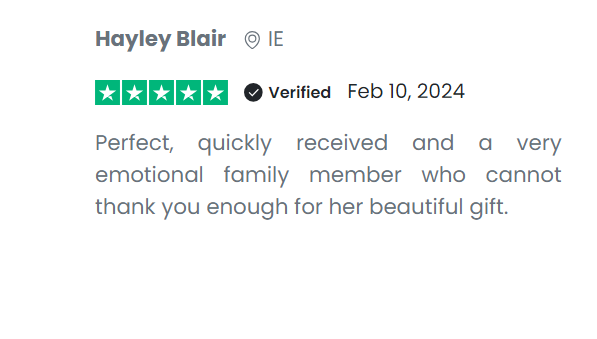 Hayley Blair IE
Verified Feb 10, 2024
Perfect, quickly received and a very
emotional family member who cannot
thank you enough for her beautiful gift.